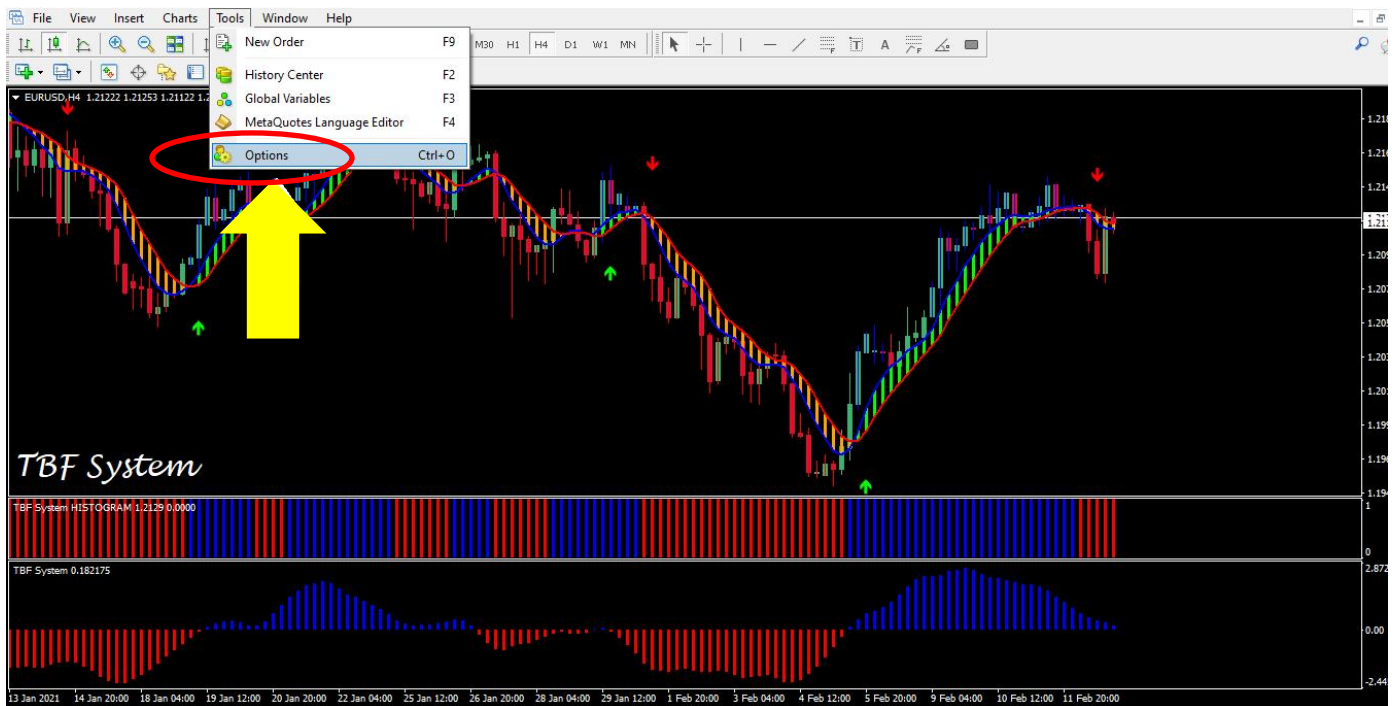 File View Insert Charts Tools Window Help
New Order F9
M30 H1 H4 D1 W1 MN
A
History Center F2
Global Variables F3
MetaQuotes Language Editor F4
Options Ctrl+O
EURUSD,H4 1.21222 1.21253 1.21122
TBF System
TBF System HISTOGRAM 1.2129 0.0000
1
0
TBF System 0.182175
2.872
0.00
13 Jan 2021 14 Jan 20:00 18 Jan 04:00 19 Jan 12:00 20 Jan 20:00 22 Jan 04:00 25 Jan 12:00 26 Jan 20:00 28 Jan 04:00 29 Jan 12:00 1 Feb 20:00 3 Feb 04:00 4 Feb 12:00 5 Feb 20:00 9 Feb 04:00 10 Feb 12:00 11 Feb 20:00